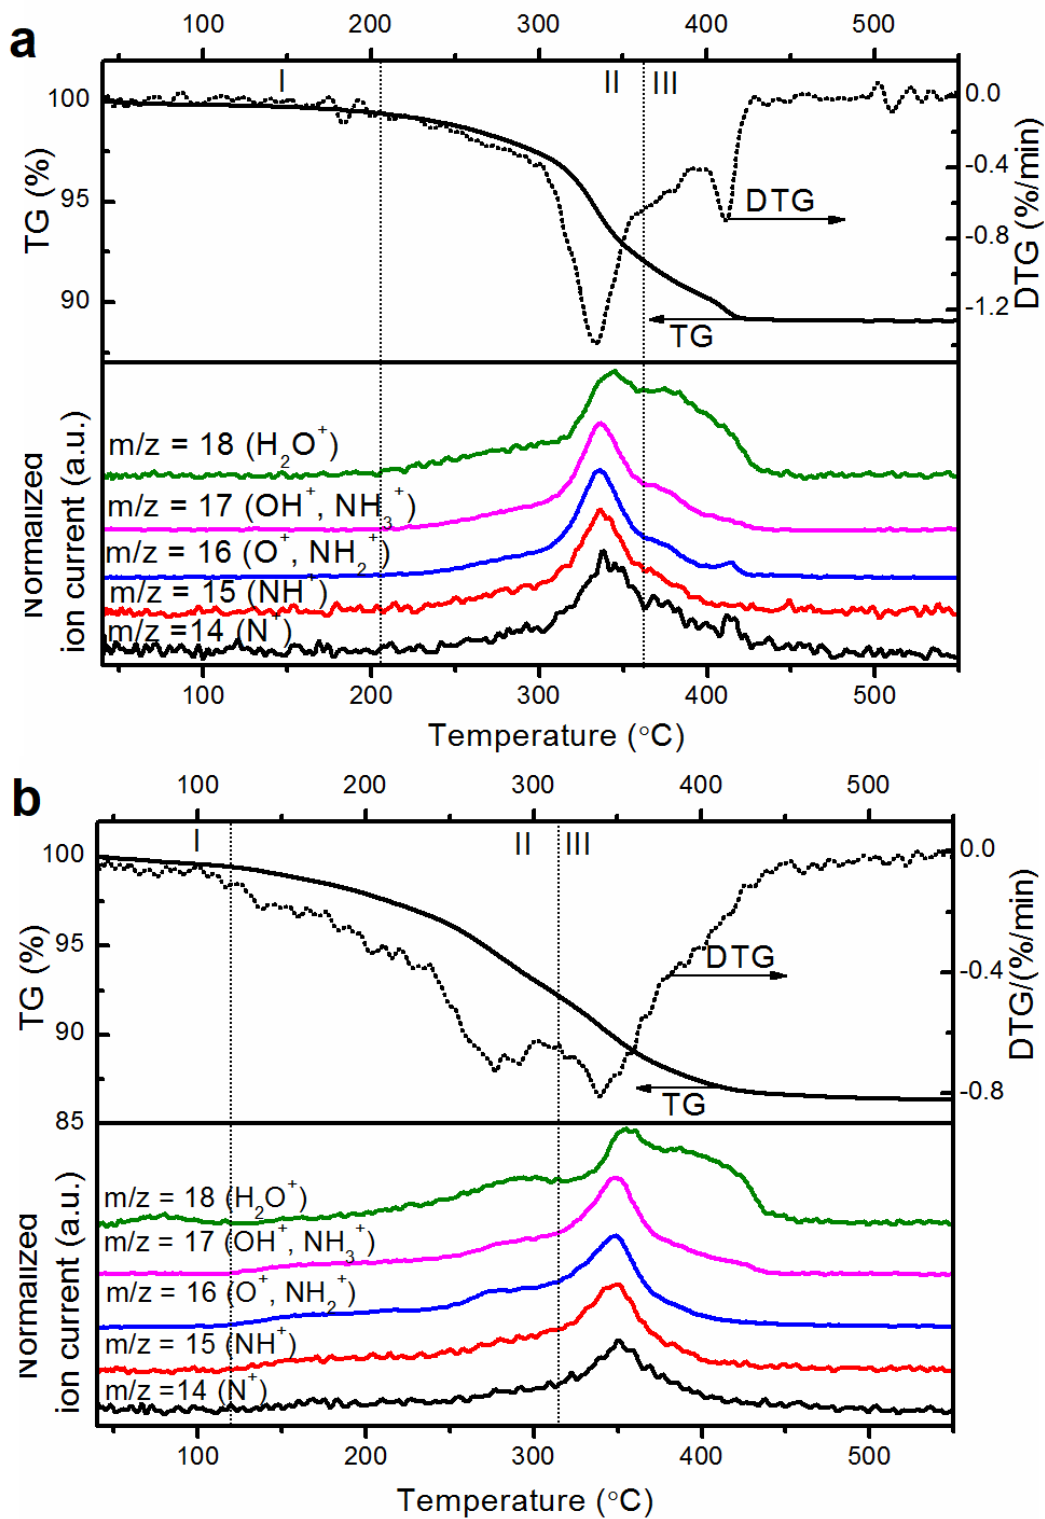 a
100 200 300 400 500
I II III
100
95
90
TG (%)
0.0
-0.4
-0.8
-1.2
DTG (%/min)
DTG
TG
Normalized
ion current (a.u.)
m/z = 18 (H₂O⁺)
m/z = 17 (OH⁺, NH₃⁺)
m/z = 16 (O⁺, NH₂⁺)
m/z = 15 (NH⁺)
m/z =14 (N⁺)
100 200 300 400 500
Temperature (°C)
b
100 200 300 400 500
I II III
100
95
90
85
TG (%)
0.0
-0.4
-0.8
DTG/(%/min)
DTG
TG
Normalized
ion current (a.u.)
m/z = 18 (H₂O⁺)
m/z = 17 (OH⁺, NH₃⁺)
m/z = 16 (O⁺, NH₂⁺)
m/z = 15 (NH⁺)
m/z =14 (N⁺)
100 200 300 400 500
Temperature (°C)